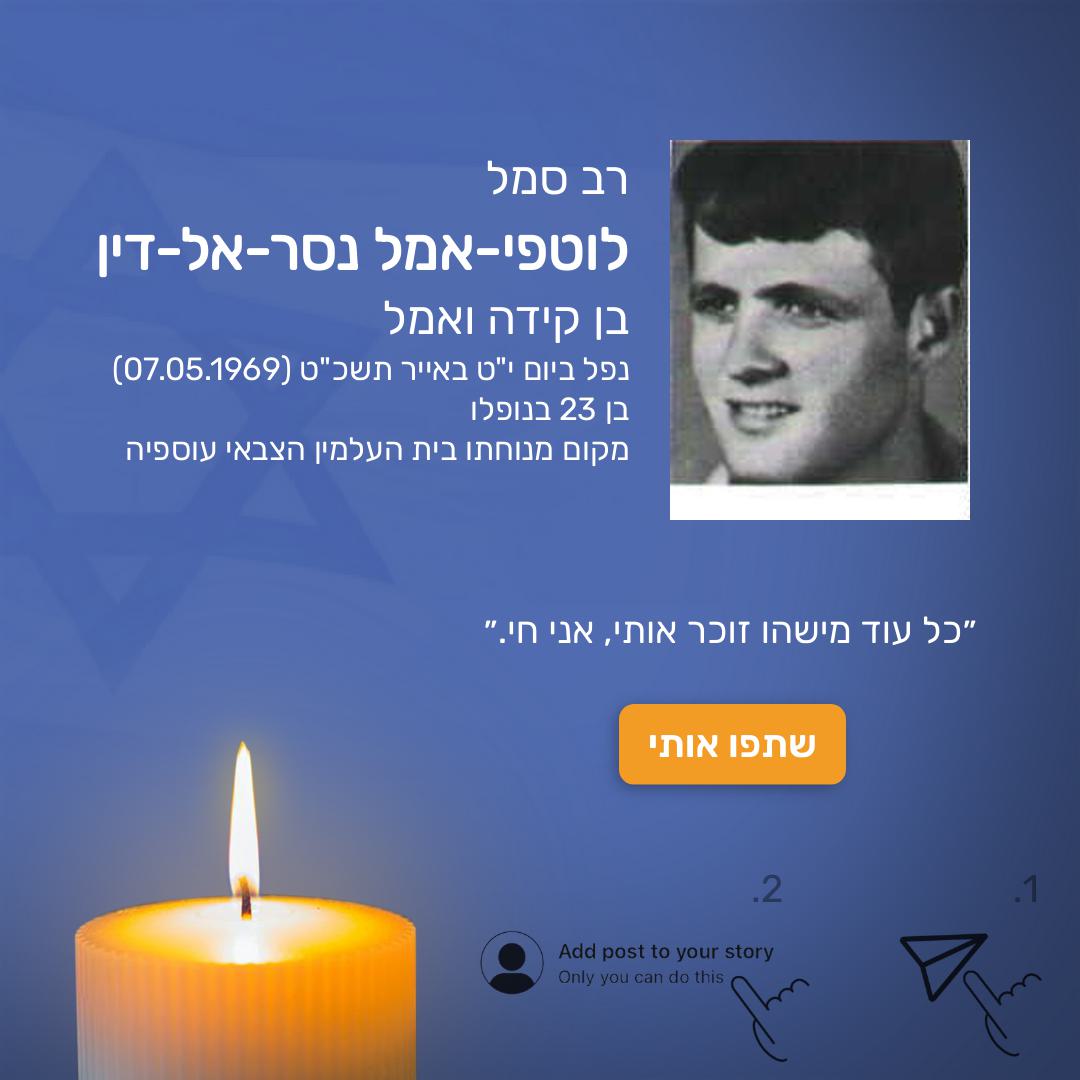 רב סמל
לוטפי-אמל נסר-אל-דין
בן קידה ואמל
נפל ביום י"ט באייר תשכ"ט (07.05.1969)
בן 23 בנופלו
מקום מנוחתו בית העלמין הצבאי עוספיה
״כל עוד מישהו זוכר אותי, אני חי.״
שתפו אותי
.1
.2
Add post to your story
Only you can do this